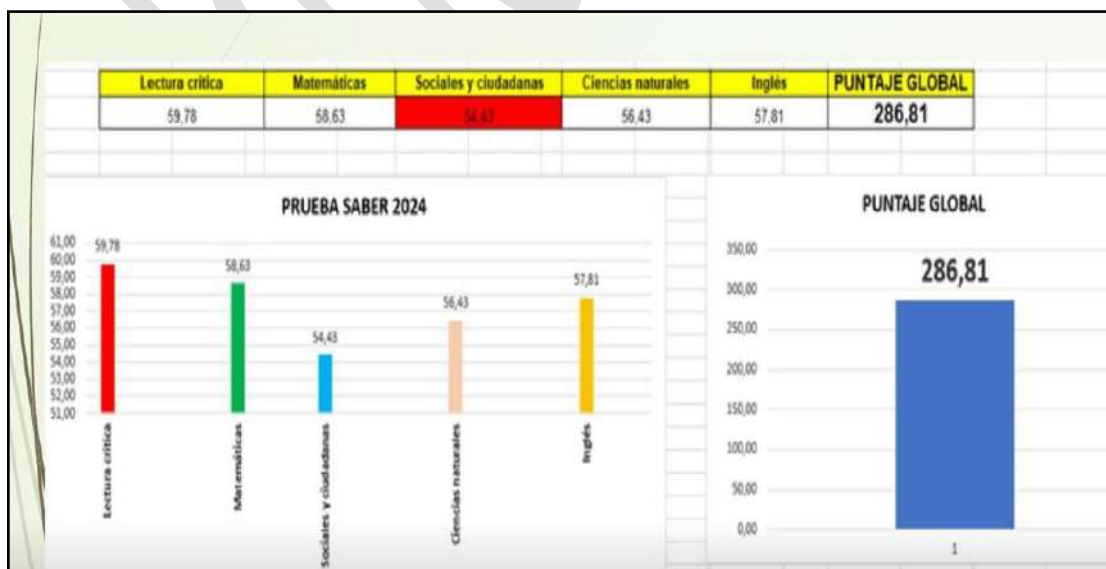 Lectura crítica Matemáticas Sociales y ciudadanas Ciencias naturales Inglés PUNTAJE GLOBAL
59,78 58,63 54,43 56,43 57,81 286,81
PRUEBA SABER 2024
61,00
60,00
59,00
58,00
57,00
56,00
55,00
54,00
53,00
52,00
51,00
59,78
58,63
54,43
56,43
57,81
Lectura crítica
Matemáticas
Sociales y ciudadanas
Ciencias naturales
Inglés
PUNTAJE GLOBAL
350,00
300,00
250,00
200,00
150,00
100,00
50,00
0,00
286,81
1